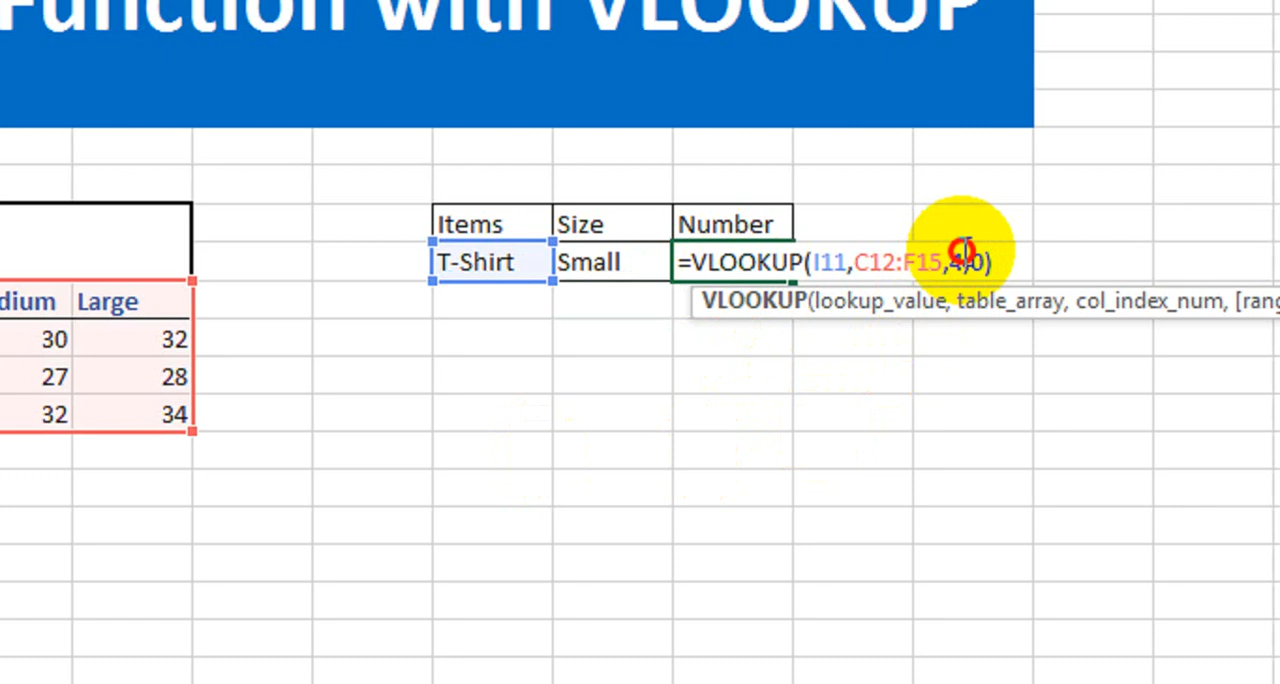 Function with VLOOKUP
Items Size Number
T-Shirt Small =VLOOKUP(I11,C12:F15,4,0)
dium Large VLOOKUP(lookup_value, table_array, col_index_num, [rang
30 32
27 28
32 34